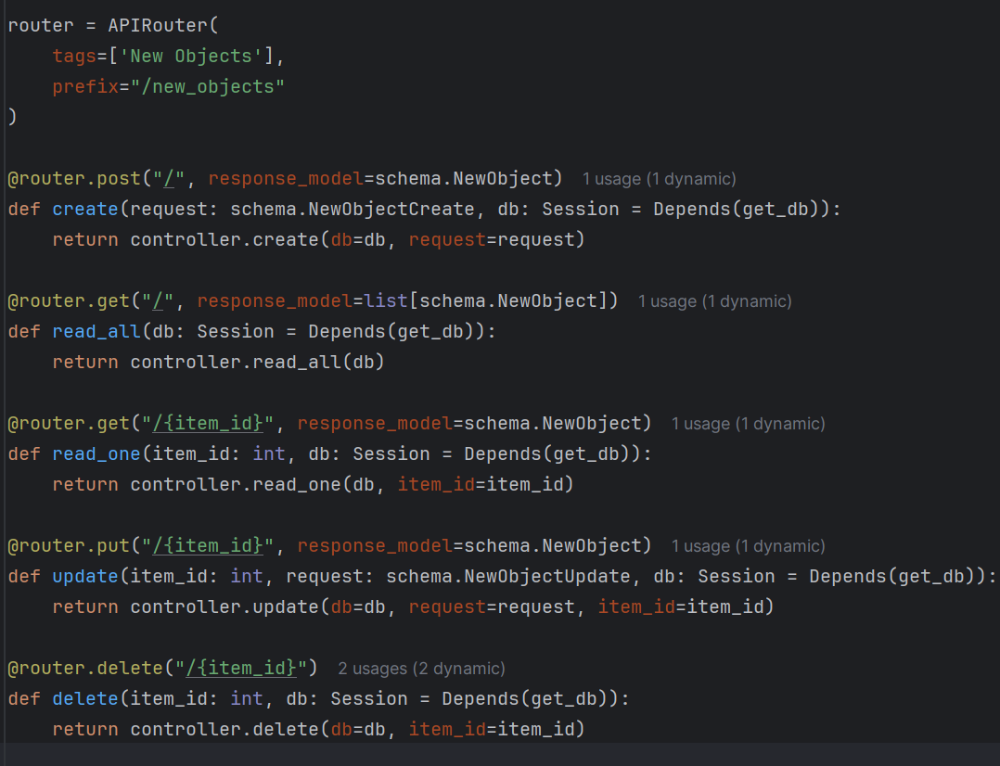 router = APIRouter(
    tags=['New Objects'],
    prefix="/new_objects"
)

@router.post("/", response_model=schema.NewObject) 1 usage (1 dynamic)
def create(request: schema.NewObjectCreate, db: Session = Depends(get_db)):
    return controller.create(db=db, request=request)

@router.get("/", response_model=list[schema.NewObject]) 1 usage (1 dynamic)
def read_all(db: Session = Depends(get_db)):
    return controller.read_all(db)

@router.get("/{item_id}", response_model=schema.NewObject) 1 usage (1 dynamic)
def read_one(item_id: int, db: Session = Depends(get_db)):
    return controller.read_one(db, item_id=item_id)

@router.put("/{item_id}", response_model=schema.NewObject) 1 usage (1 dynamic)
def update(item_id: int, request: schema.NewObjectUpdate, db: Session = Depends(get_db)):
    return controller.update(db=db, request=request, item_id=item_id)

@router.delete("/{item_id}") 2 usages (2 dynamic)
def delete(item_id: int, db: Session = Depends(get_db)):
    return controller.delete(db=db, item_id=item_id)